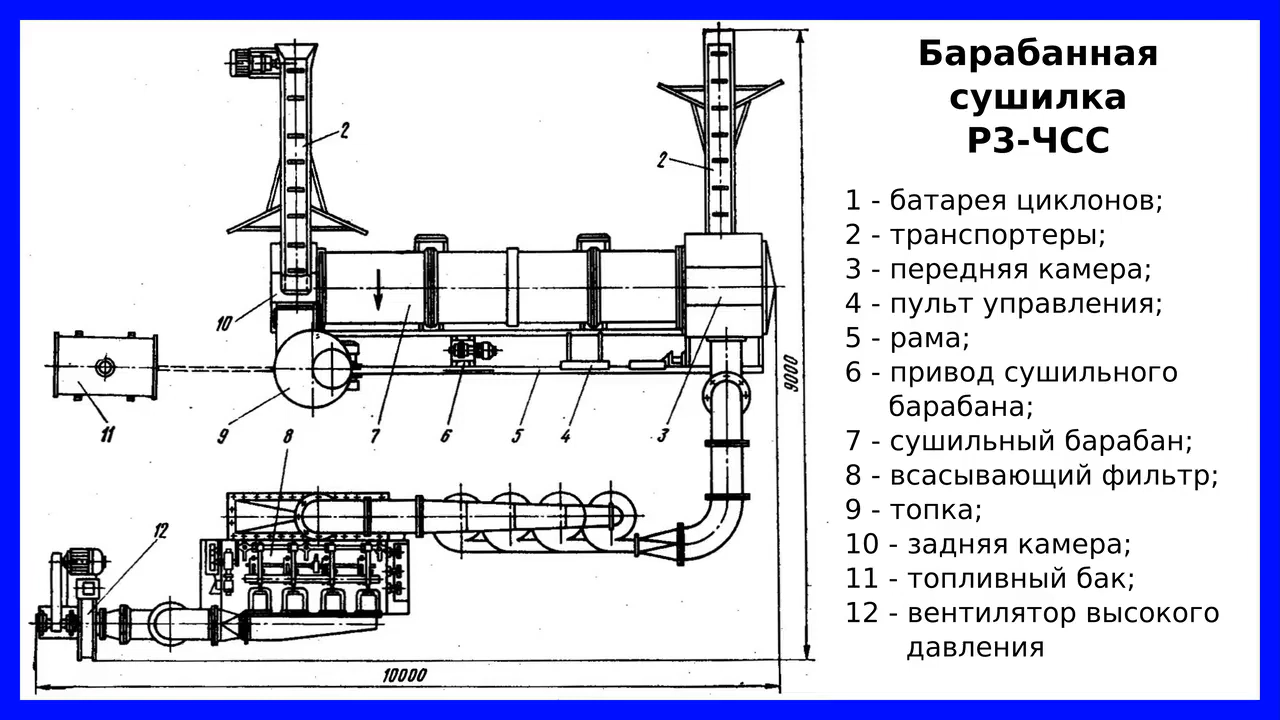 Барабанная
сушилка
РЗ-ЧСС
1 - батарея циклонов;
2 - транспортеры;
3 - передняя камера;
4 - пульт управления;
5 - рама;
6 - привод сушильного
барабана;
7 - сушильный барабан;
8 - всасывающий фильтр;
9 - топка;
10 - задняя камера;
11 - топливный бак;
12 - вентилятор высокого
давления
2
2
10
9000
11
9
8
7
6
5
4
3
12
10000